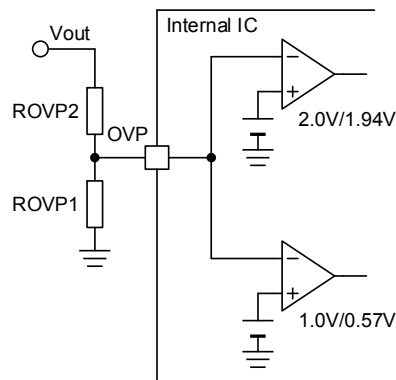 Internal IC
Vout
ROVP2
OVP
2.0V/1.94V
ROVP1
1.0V/0.57V